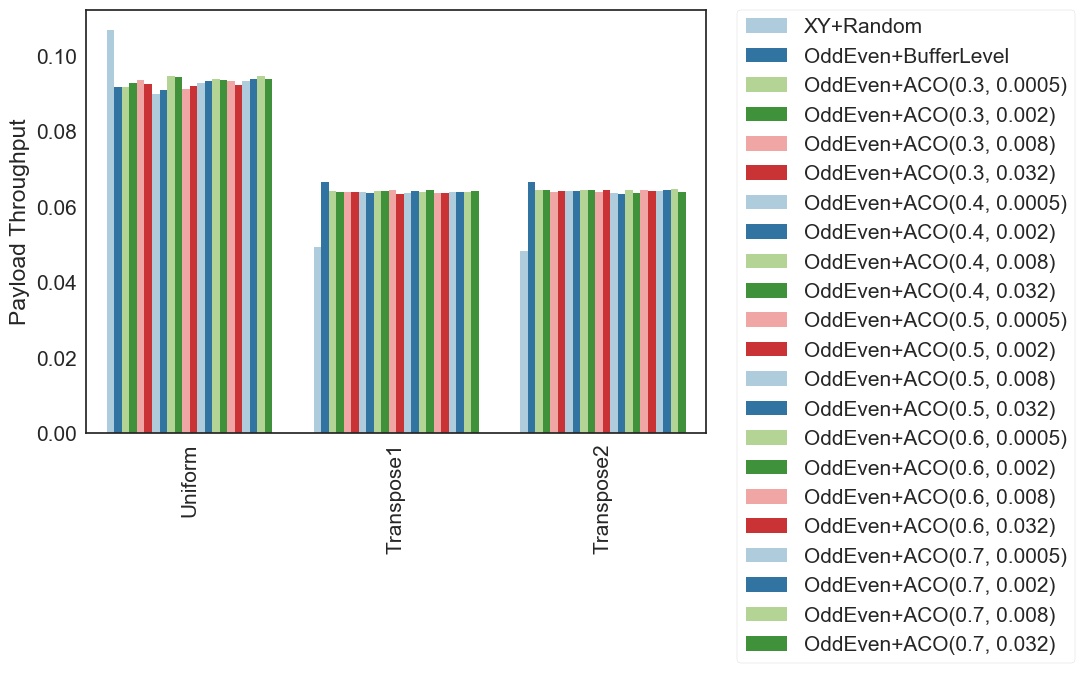 Payload Throughput
0.10
0.08
0.06
0.04
0.02
0.00
Uniform
Transpose1
Transpose2
XY+Random
OddEven+BufferLevel
OddEven+ACO(0.3, 0.0005)
OddEven+ACO(0.3, 0.002)
OddEven+ACO(0.3, 0.008)
OddEven+ACO(0.3, 0.032)
OddEven+ACO(0.4, 0.0005)
OddEven+ACO(0.4, 0.002)
OddEven+ACO(0.4, 0.008)
OddEven+ACO(0.4, 0.032)
OddEven+ACO(0.5, 0.0005)
OddEven+ACO(0.5, 0.002)
OddEven+ACO(0.5, 0.008)
OddEven+ACO(0.5, 0.032)
OddEven+ACO(0.6, 0.0005)
OddEven+ACO(0.6, 0.002)
OddEven+ACO(0.6, 0.008)
OddEven+ACO(0.6, 0.032)
OddEven+ACO(0.7, 0.0005)
OddEven+ACO(0.7, 0.002)
OddEven+ACO(0.7, 0.008)
OddEven+ACO(0.7, 0.032)